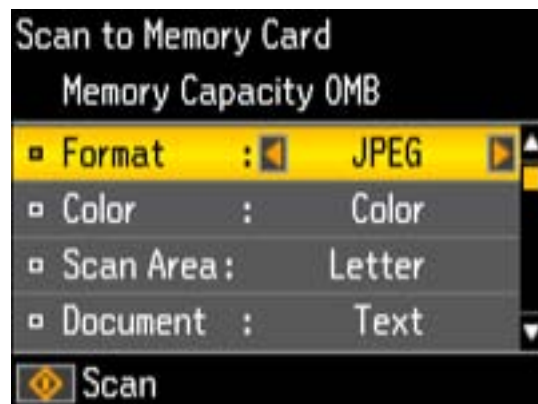 Scan to Memory Card
Memory Capacity 0MB
Format : JPEG
Color : Color
Scan Area: Letter
Document : Text
Scan